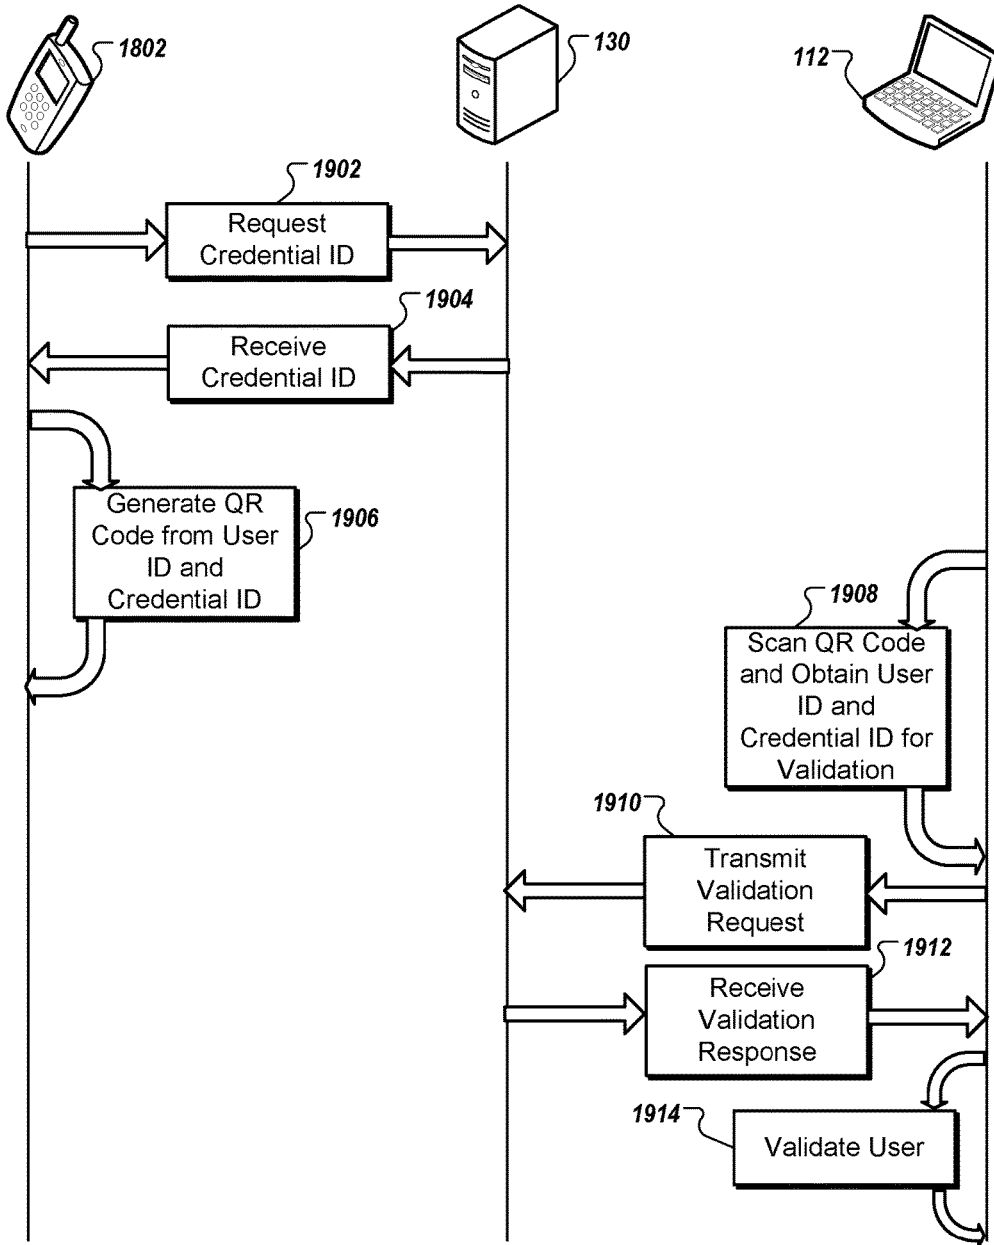 1802
130
112
1902
Request
Credential ID
1904
Receive
Credential ID
Generate QR
Code from User
ID and
Credential ID
1906
1908
Scan QR Code
and Obtain User
ID and
Credential ID for
Validation
1910
Transmit
Validation
Request
1912
Receive
Validation
Response
1914
Validate User